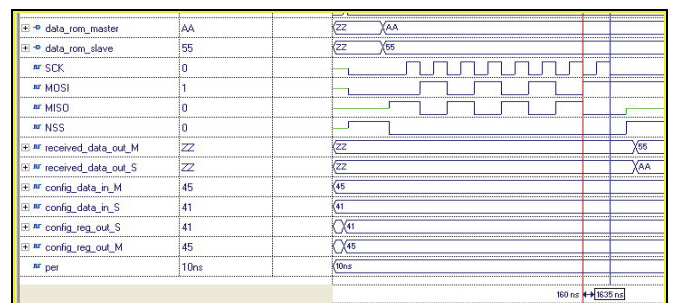 data_rom_master AA ZZ AA
data_rom_slave 55 ZZ 55
SCK 0
MOSI 1
MISO 0
NSS 0
received_data_out_M ZZ ZZ 55
received_data_out_S ZZ ZZ AA
config_data_in_M 45 45
config_data_in_S 41 41
config_reg_out_S 41 41
config_reg_out_M 45 45
per 10ns 10ns
160 ns 1635 ns